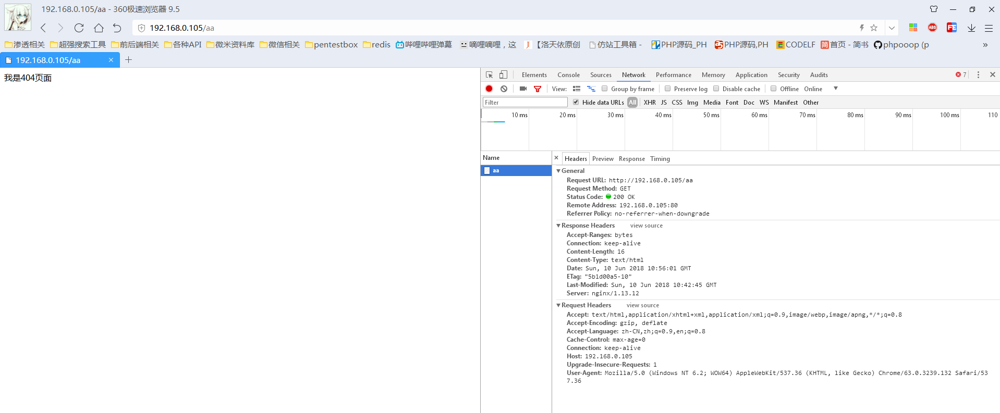 192.168.0.105/aa - 360极速浏览器 9.5
192.168.0.105/aa
渗透相关 超强搜索工具 前后端相关 各种API 微米资料库 微信相关 pentestbox redis 哔哩哔哩弹幕 嘀哩嘀哩，这 【洛天依原创 仿站工具箱 - PHP源码_PH PHP源码,PH CODELF 简 首页 - 简书 phpooop (p »
192.168.0.105/aa
我是404页面
Elements Console Sources Network Performance Memory Application Security Audits 7
View: Group by frame Preserve log Disable cache Offline Online
Filter Hide data URLs All XHR JS CSS Img Media Font Doc WS Manifest Other
10 ms 20 ms 30 ms 40 ms 50 ms 60 ms 70 ms 80 ms 90 ms 100 ms 110
Name
aa
Headers Preview Response Timing
General
Request URL: http://192.168.0.105/aa
Request Method: GET
Status Code: 200 OK
Remote Address: 192.168.0.105:80
Referrer Policy: no-referrer-when-downgrade
Response Headers view source
Accept-Ranges: bytes
Connection: keep-alive
Content-Length: 16
Content-Type: text/html
Date: Sun, 10 Jun 2018 10:56:01 GMT
ETag: "5b1d00a5-10"
Last-Modified: Sun, 10 Jun 2018 10:42:45 GMT
Server: nginx/1.13.12
Request Headers view source
Accept: text/html,application/xhtml+xml,application/xml;q=0.9,image/webp,image/apng,*/*;q=0.8
Accept-Encoding: gzip, deflate
Accept-Language: zh-CN,zh;q=0.9,en;q=0.8
Cache-Control: max-age=0
Connection: keep-alive
Host: 192.168.0.105
Upgrade-Insecure-Requests: 1
User-Agent: Mozilla/5.0 (Windows NT 6.2; WOW64) AppleWebKit/537.36 (KHTML, like Gecko) Chrome/63.0.3239.132 Safari/53
7.36